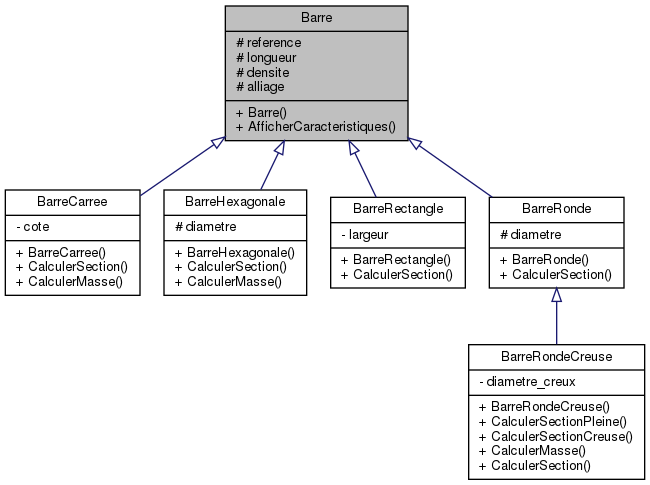 Barre
# reference
# longueur
# densite
# alliage
+ Barre()
+ AfficherCaracteristiques()
BarreCarree
- cote
+ BarreCarree()
+ CalculerSection()
+ CalculerMasse()
BarreHexagonale
# diametre
+ BarreHexagonale()
+ CalculerSection()
+ CalculerMasse()
BarreRectangle
- largeur
+ BarreRectangle()
+ CalculerSection()
BarreRonde
# diametre
+ BarreRonde()
+ CalculerSection()
BarreRondeCreuse
- diametre_creux
+ BarreRondeCreuse()
+ CalculerSectionPleine()
+ CalculerSectionCreuse()
+ CalculerMasse()
+ CalculerSection()